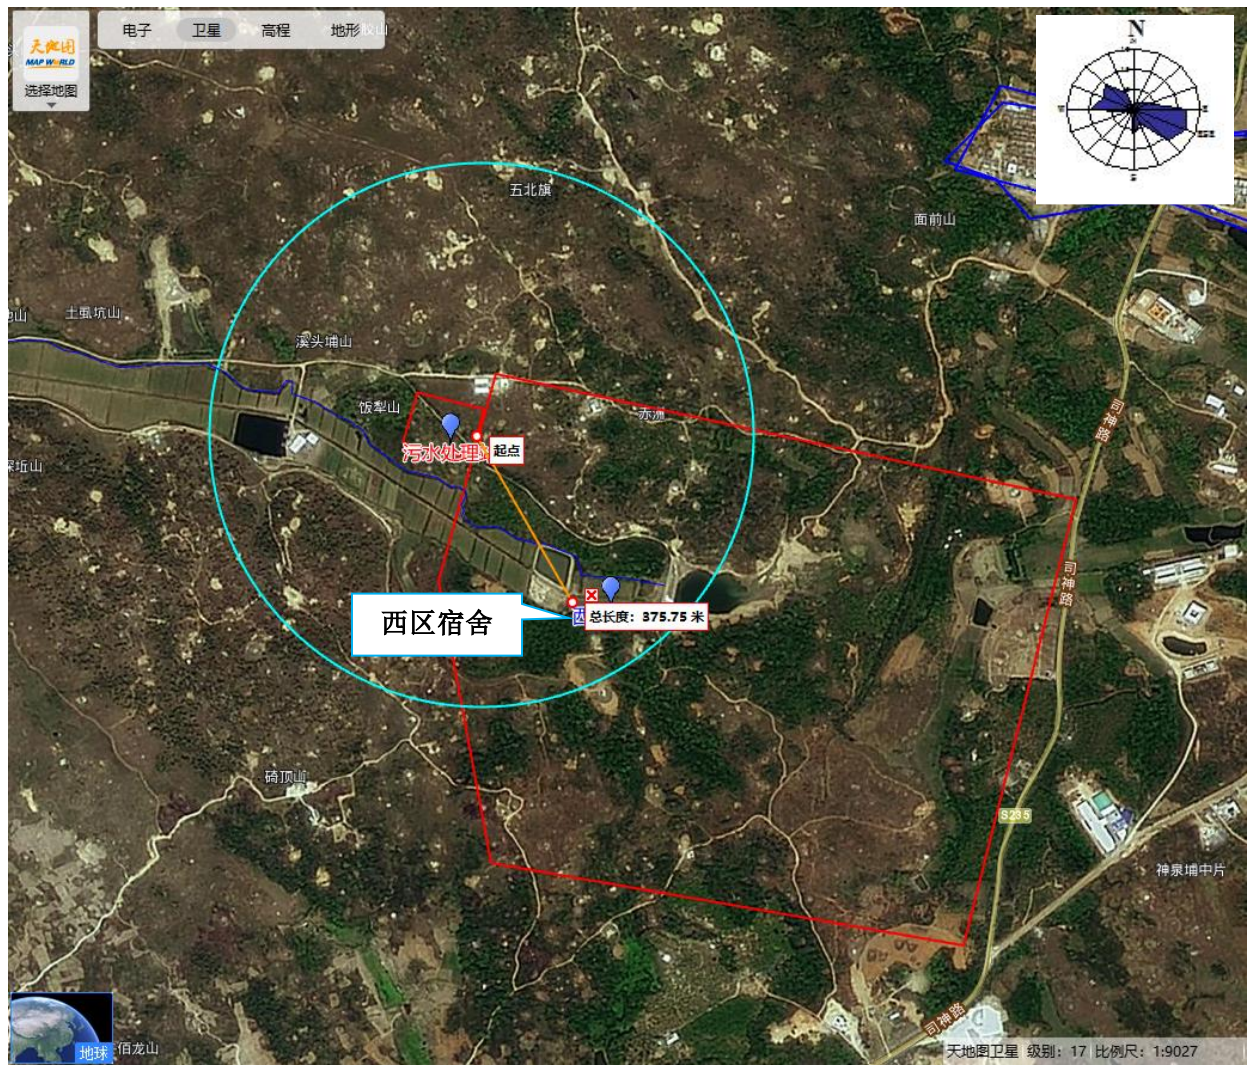 电子
卫星
高程
地形
天地图
MAP WORLD
选择地图
N
五北旗
面前山
土虱坑山
溪头埔山
饭犁山
赤澳
污水处理
起点
司神路
司神路
西区宿舍
总长度：375.75 米
碕顶山
S235
神泉埔中片
司神路
地球
佰龙山
天地图卫星 级别：17 比例尺：1:9027